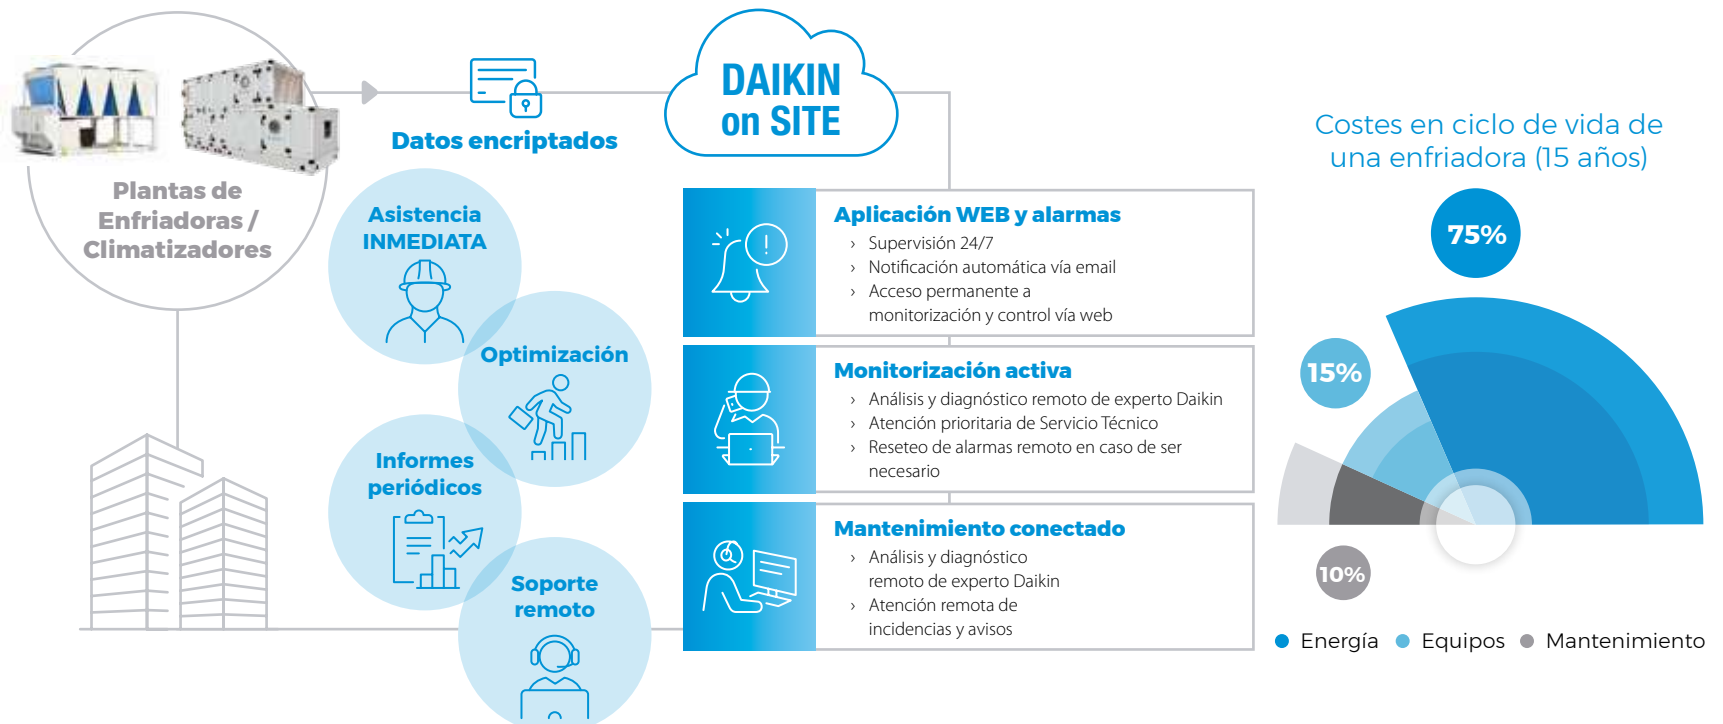 DAIKIN
on SITE
Datos encriptados
Plantas de
Enfriadoras /
Climatizadores
Asistencia
INMEDIATA
Optimización
Informes
periódicos
Soporte
remoto
Aplicación WEB y alarmas
› Supervisión 24/7
› Notificación automática vía email
› Acceso permanente a
monitorización y control vía web
Monitorización activa
› Análisis y diagnóstico remoto de experto Daikin
› Atención prioritaria de Servicio Técnico
› Reseteo de alarmas remoto en caso de ser
necesario
Mantenimiento conectado
› Análisis y diagnóstico
remoto de experto Daikin
› Atención remota de
incidencias y avisos
Costes en ciclo de vida de
una enfriadora (15 años)
75%
15%
10%
Energía Equipos Mantenimiento